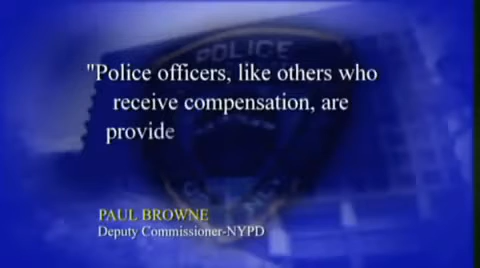 POLICE
"Police officers, like others who
receive compensation, are
provide
PAUL BROWNE
Deputy Commissioner-NYPD